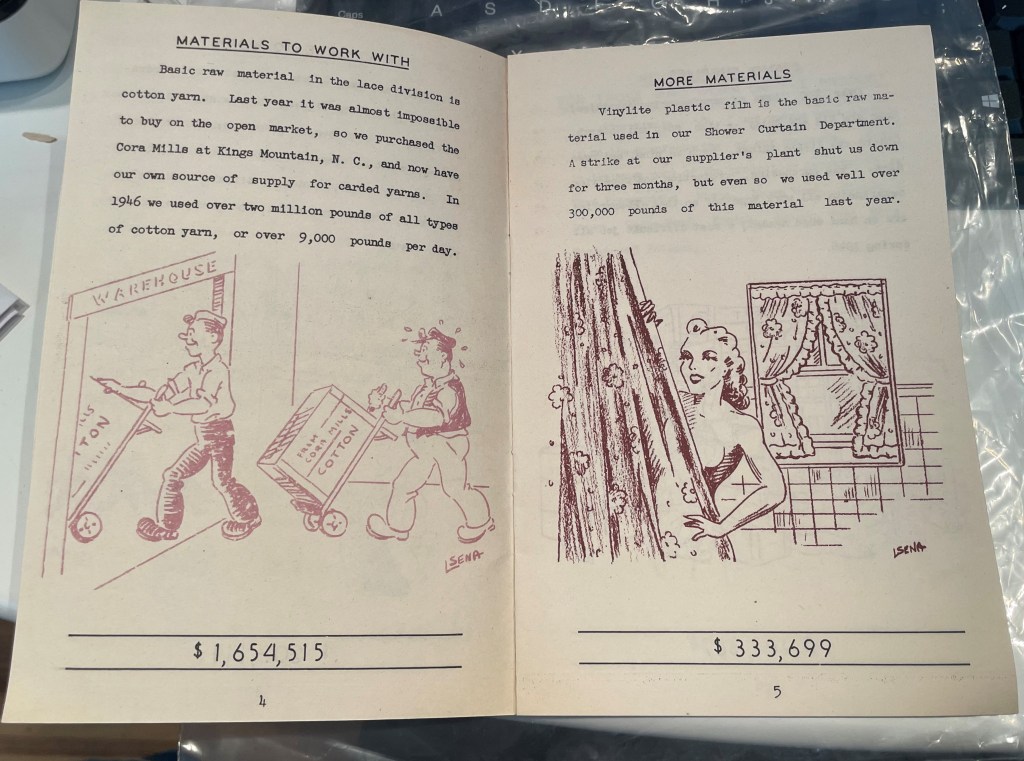 Caps A S D
MATERIALS TO WORK WITH
Basic raw material in the lace division is
cotton yarn. Last year it was almost impossible
to buy on the open market, so we purchased the
Cora Mills at Kings Mountain, N. C., and now have
our own source of supply for carded yarns. In
1946 we used over two million pounds of all types
of cotton yarn, or over 9,000 pounds per day.
WAREHOUSE
TTON
FROM
CORA MILLS
COTTON
SENA
$ 1,654,515
4
MORE MATERIALS
Vinylite plastic film is the basic raw ma-
terial used in our Shower Curtain Department.
A strike at our supplier's plant shut us down
for three months, but even so we used well over
300,000 pounds of this material last year.
SENA
$ 333,699
5